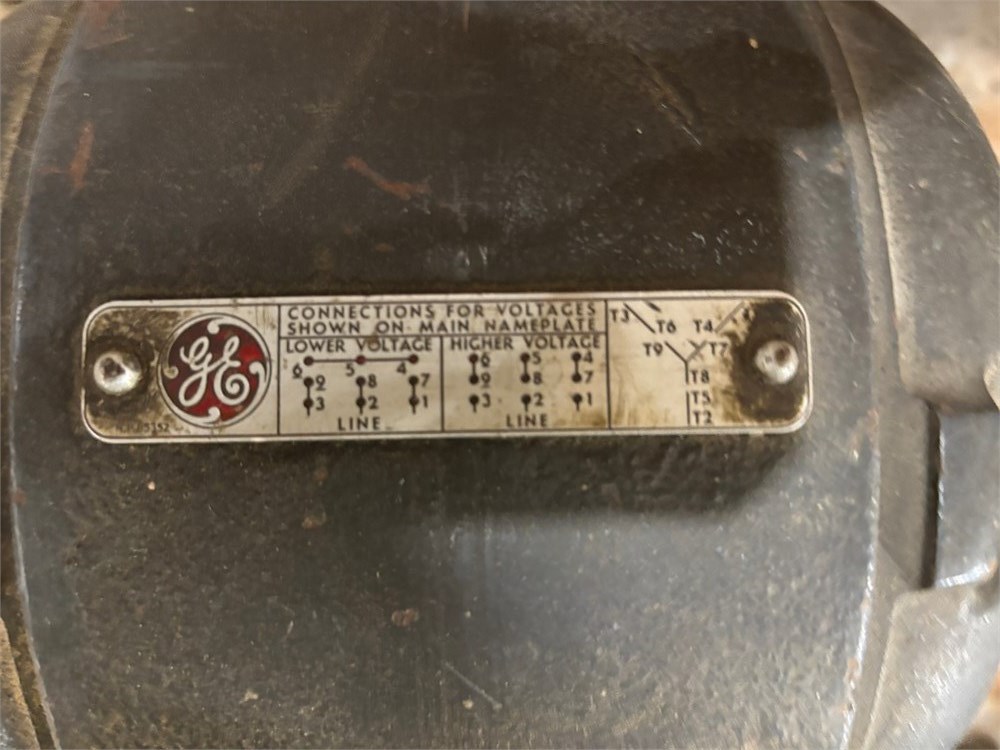 GE
CONNECTIONS FOR VOLTAGES
SHOWN ON MAIN NAMEPLATE
LOWER VOLTAGE
6 5 4
9 8 7
3 2 1
LINE
HIGHER VOLTAGE
6 5 4
9 8 7
3 2 1
LINE
T3 T6 T4
T9 T7
T8
T5
T2